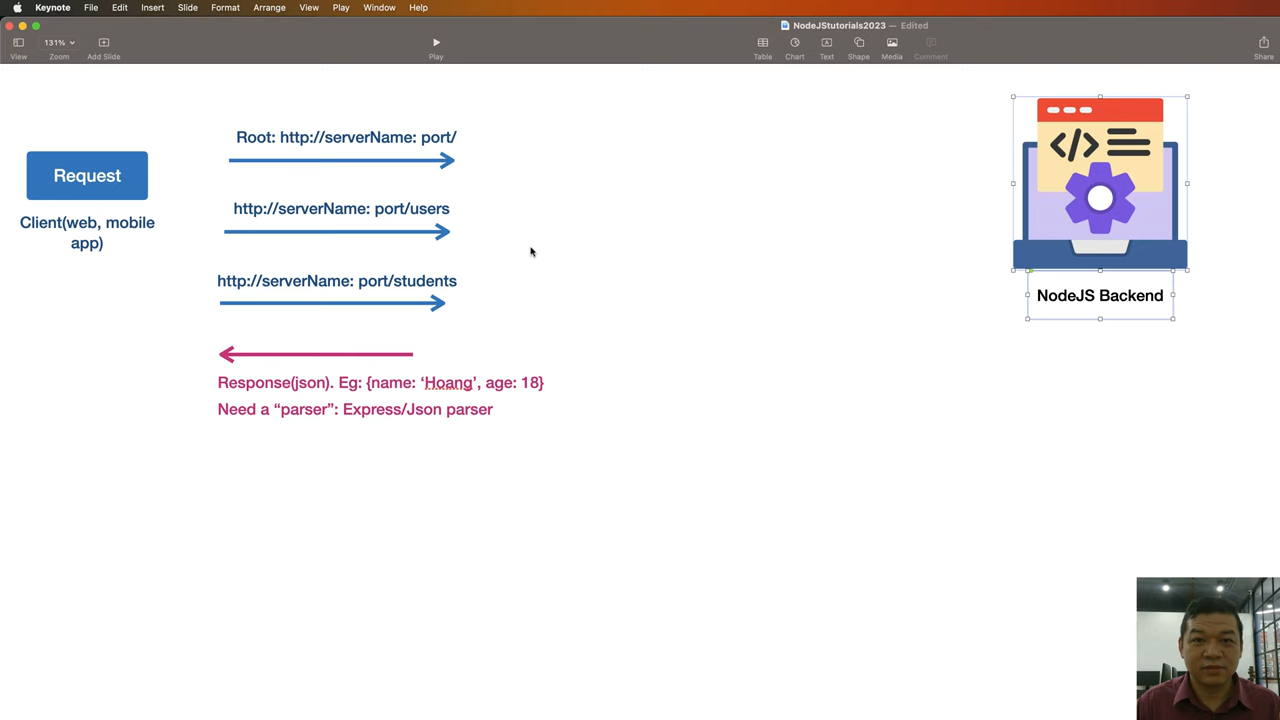 Keynote File Edit Insert Slide Format Arrange View Play Window Help
NodeJStutorials2023 — Edited
131%
View Zoom Add Slide Play Table Chart Text Shape Media Comment Share
Root: http://serverName: port/
Request
http://serverName: port/users
Client(web, mobile
app)
http://serverName: port/students
NodeJS Backend
Response(json). Eg: {name: ‘Hoang’, age: 18}
Need a “parser”: Express/Json parser